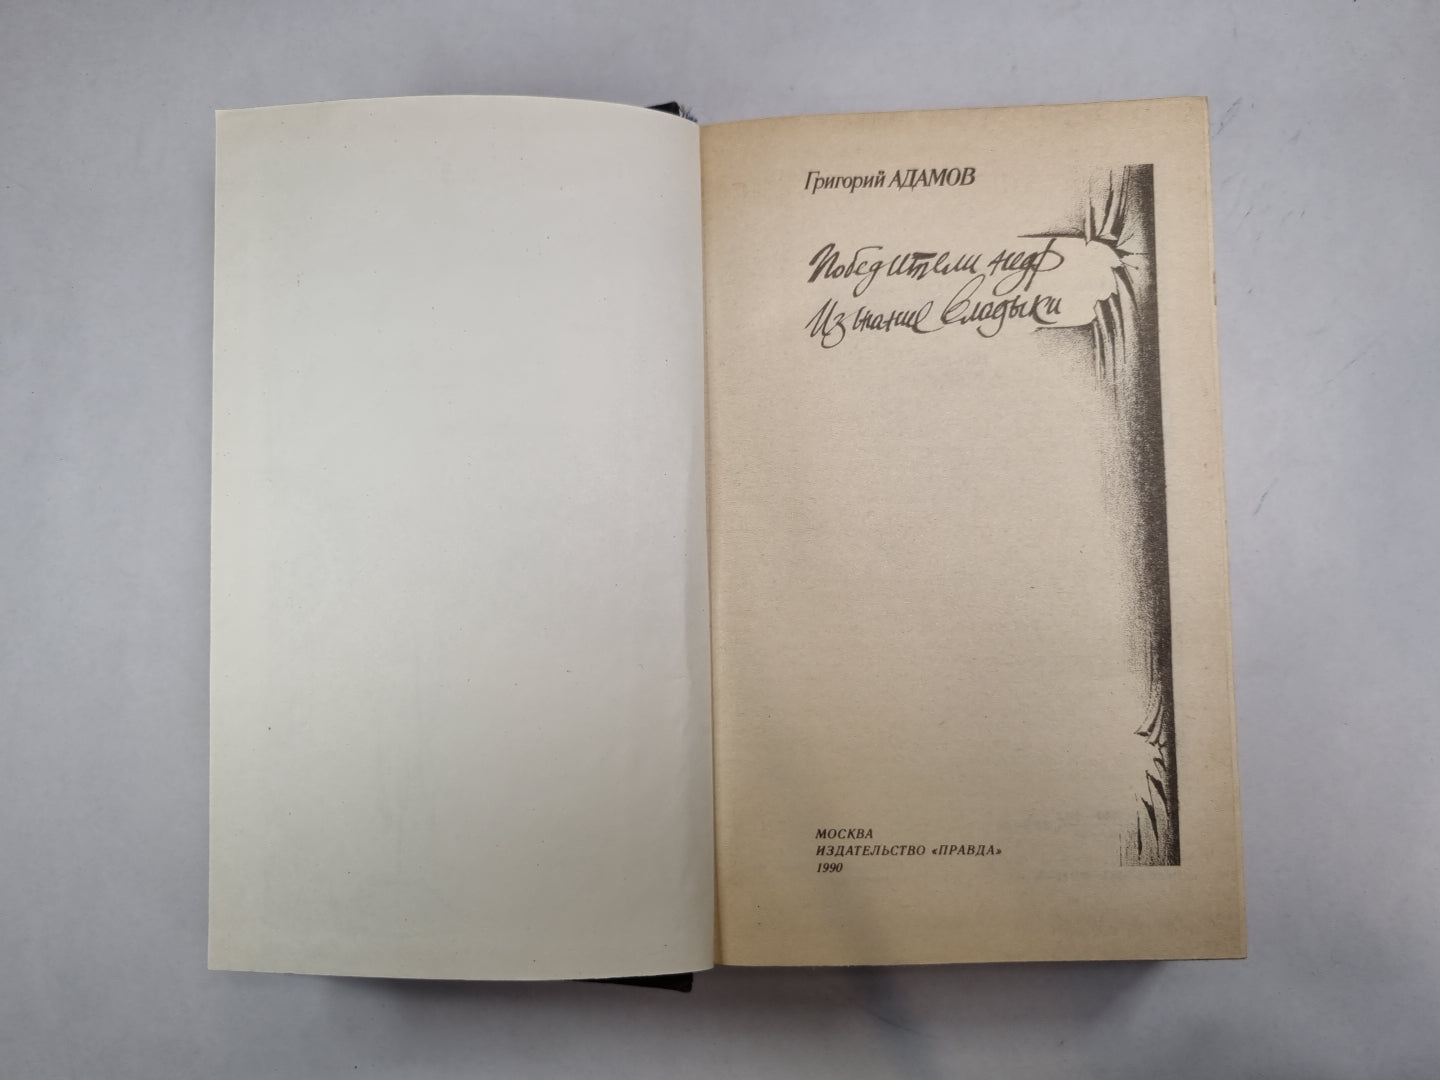 Григорий АДАМОВ
Победители недр
Изгнание владыки
МОСКВА
ИЗДАТЕЛЬСТВО «ПРАВДА»
1990